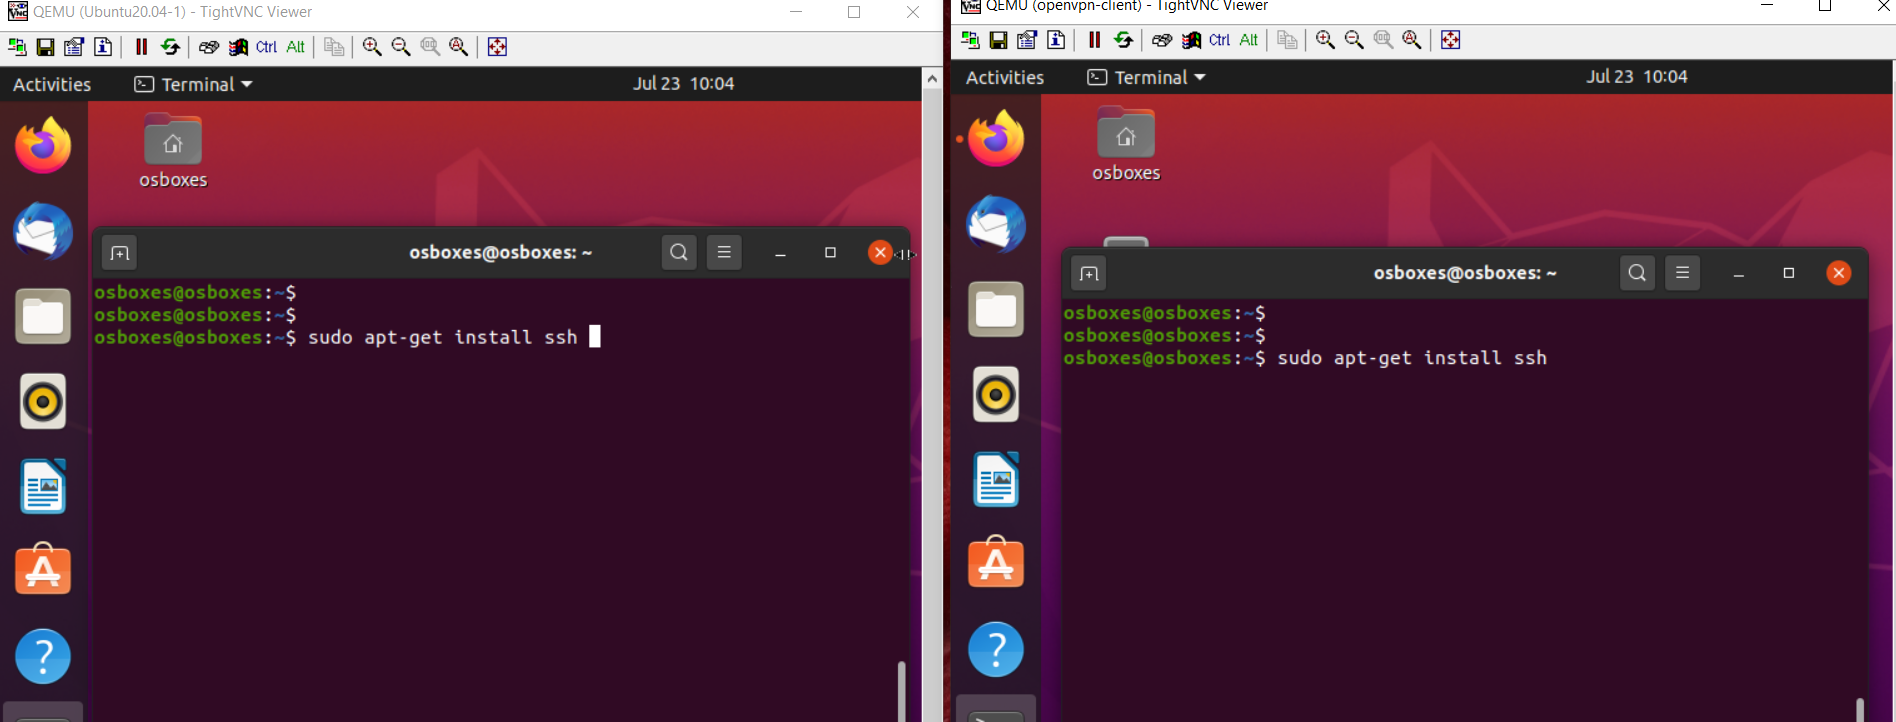 QEMU (Ubuntu20.04-1) - TightVNC Viewer
Ctrl Alt
Activities Terminal Jul 23 10:04
osboxes
osboxes@osboxes: ~
osboxes@osboxes:~$
osboxes@osboxes:~$
osboxes@osboxes:~$ sudo apt-get install ssh
QEMU (openvpn-client) - TightVNC Viewer
Ctrl Alt
Activities Terminal Jul 23 10:04
osboxes
osboxes@osboxes: ~
osboxes@osboxes:~$
osboxes@osboxes:~$
osboxes@osboxes:~$ sudo apt-get install ssh